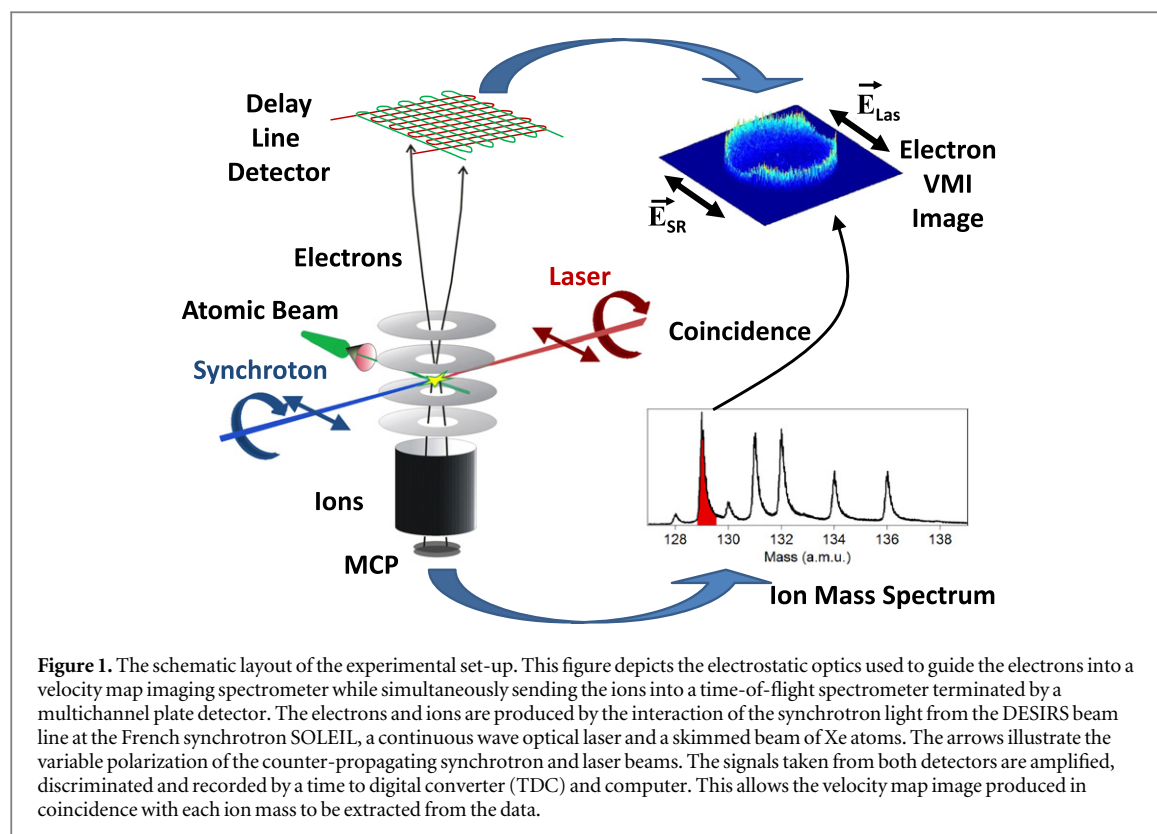 Delay
Line
Detector
E_Las
Electron
VMI
Image
E_SR
Electrons
Laser
Atomic Beam
Coincidence
Synchroton
Ions
MCP
128 130 132 134 136 138
Mass (a.m.u.)
Ion Mass Spectrum
Figure 1. The schematic layout of the experimental set-up. This figure depicts the electrostatic optics used to guide the electrons into a
velocity map imaging spectrometer while simultaneously sending the ions into a time-of-flight spectrometer terminated by a
multichannel plate detector. The electrons and ions are produced by the interaction of the synchrotron light from the DESIRS beam
line at the French synchrotron SOLEIL, a continuous wave optical laser and a skimmed beam of Xe atoms. The arrows illustrate the
variable polarization of the counter-propagating synchrotron and laser beams. The signals taken from both detectors are amplified,
discriminated and recorded by a time to digital converter (TDC) and computer. This allows the velocity map image produced in
coincidence with each ion mass to be extracted from the data.